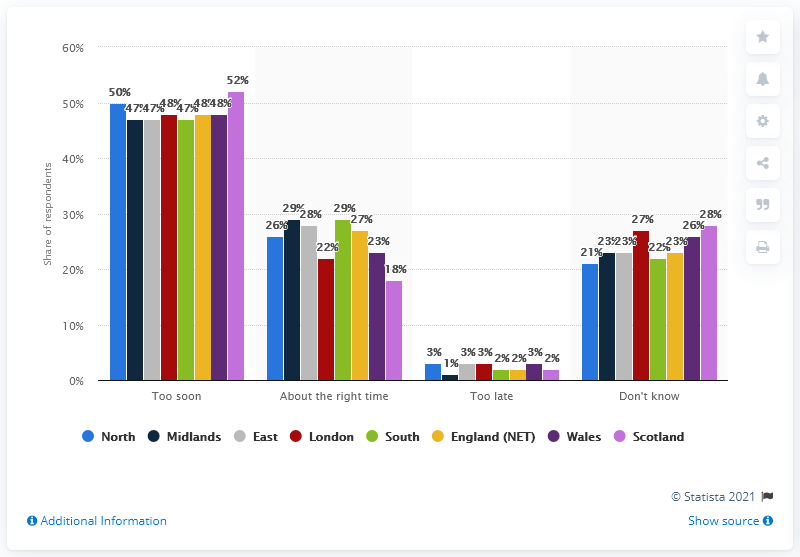 60%
50%
40%
30%
20%
10%
0%
Share of respondents
50% 47% 47% 48% 47% 48% 48% 52%
26% 29% 28% 22% 29% 27% 23% 18%
3% 1% 3% 3% 2% 2% 3% 2%
21% 23% 23% 27% 22% 23% 26% 28%
Too soon About the right time Too late Don't know
North Midlands East London South England (NET) Wales Scotland
© Statista 2021
Additional Information Show source